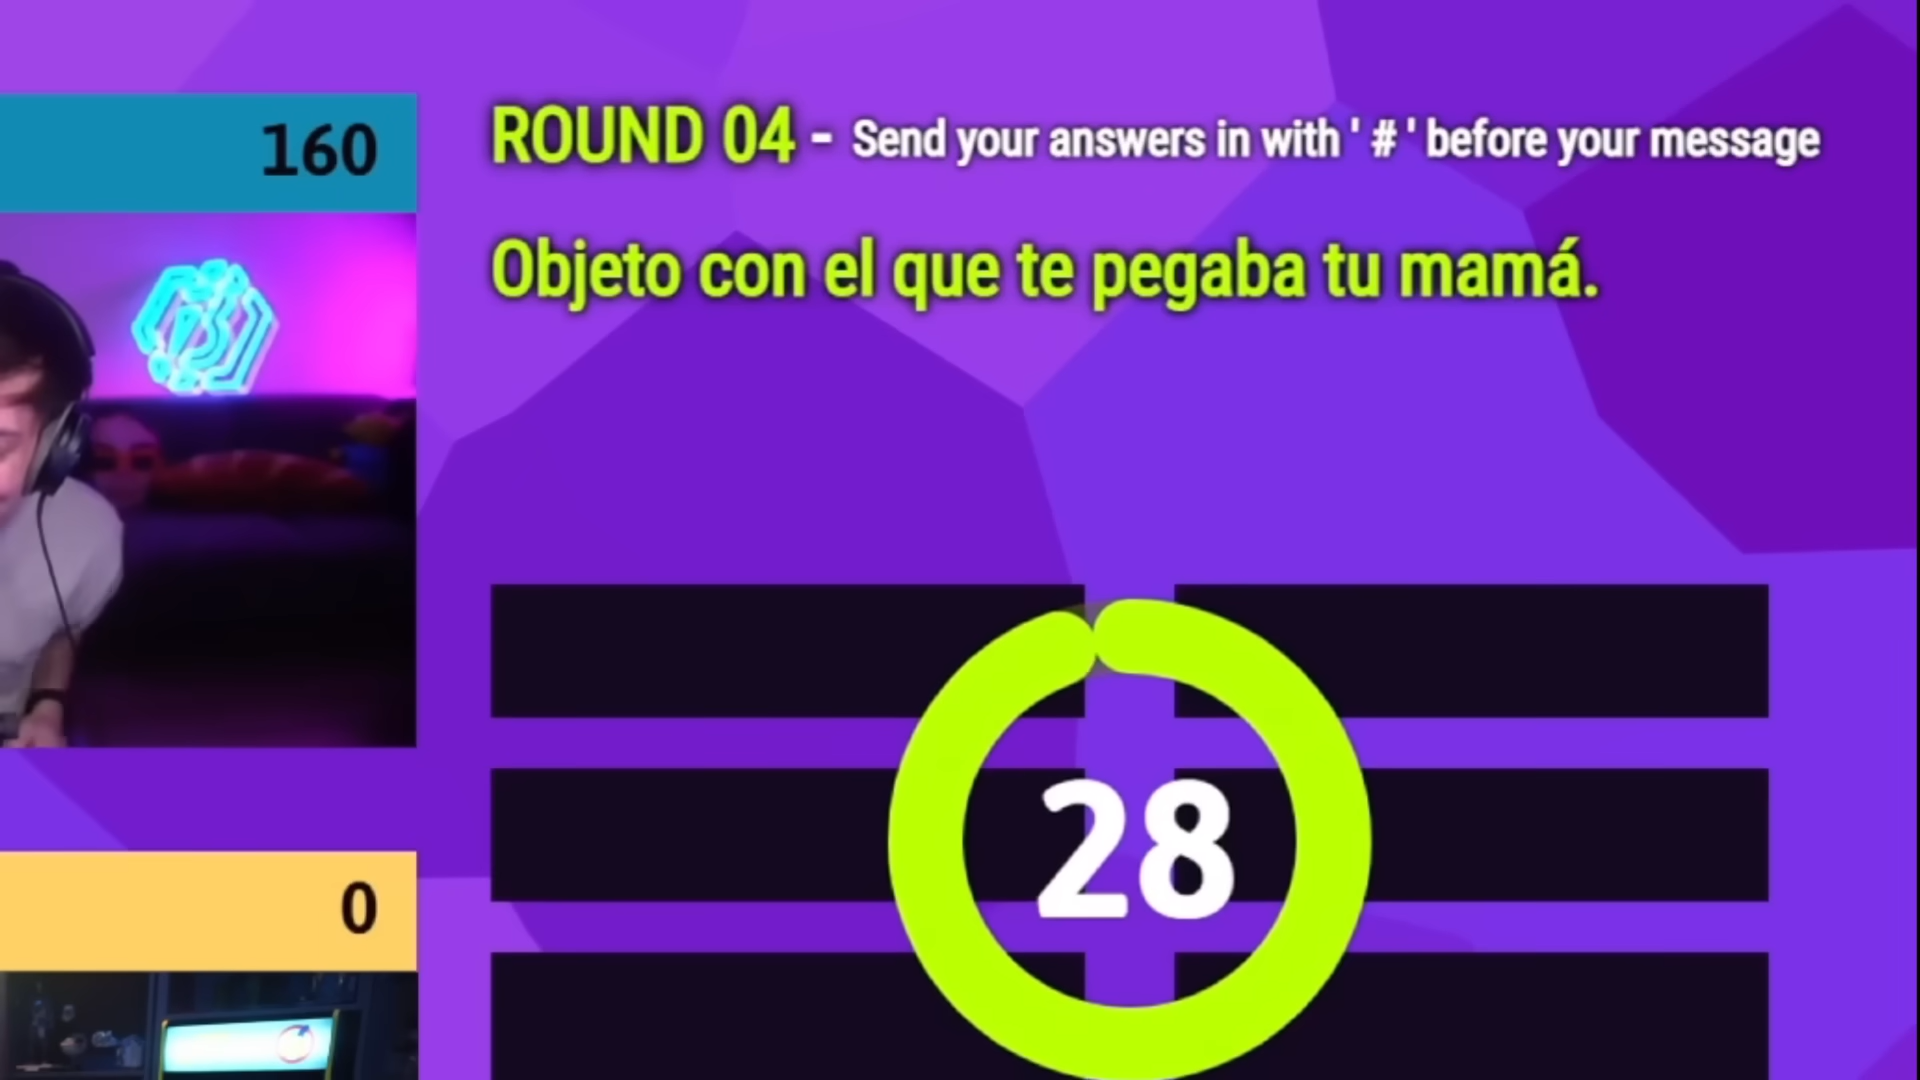 160
ROUND 04 - Send your answers in with ' # ' before your message
Objeto con el que te pegaba tu mamá.
28
0